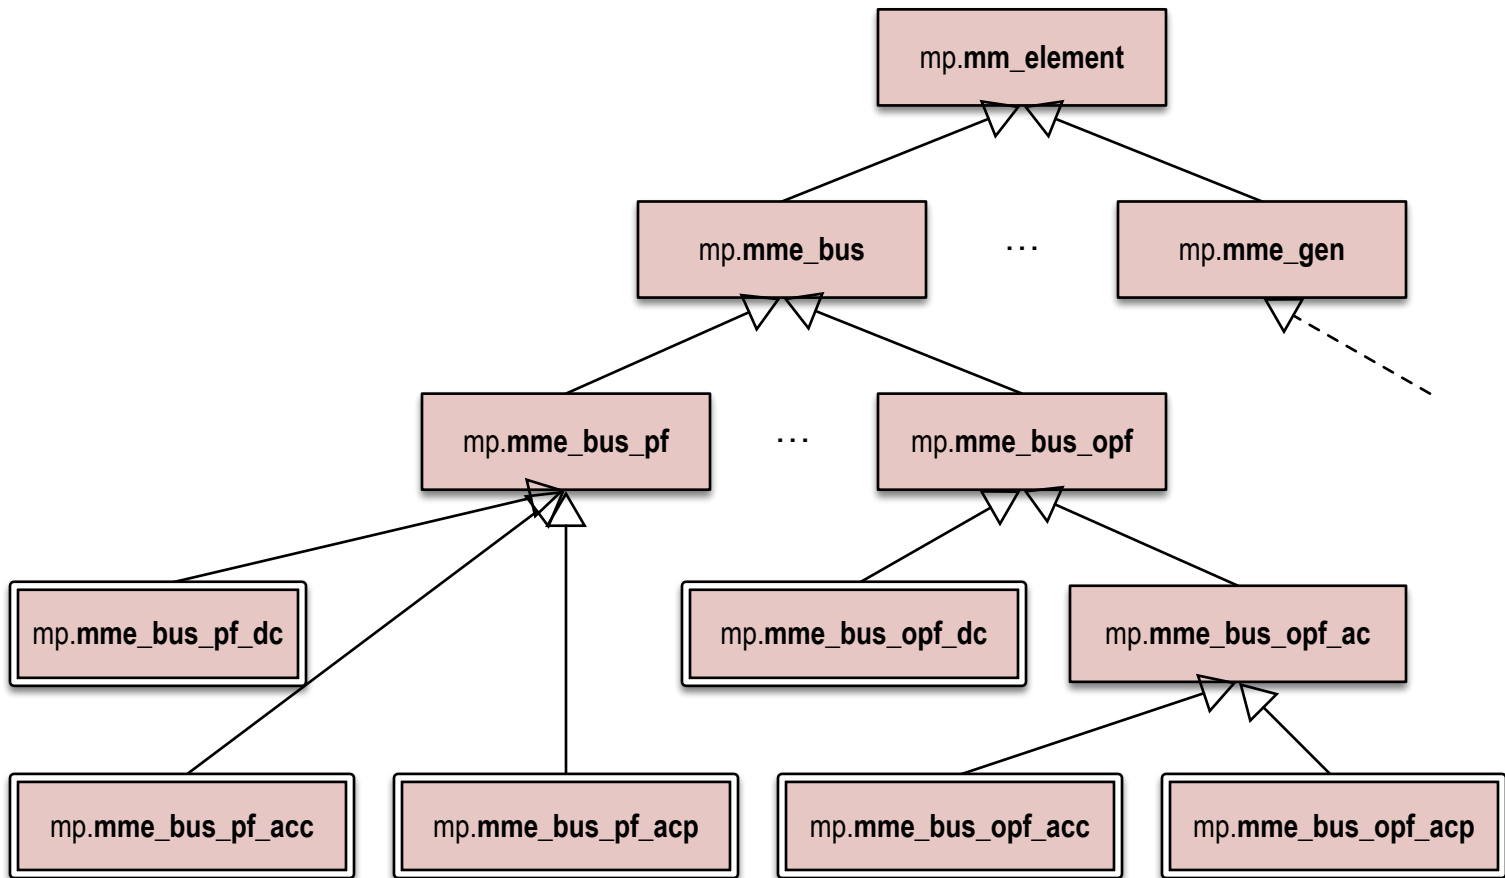 mp.mm_element
mp.mme_bus
...
mp.mme_gen
mp.mme_bus_pf
...
mp.mme_bus_opf
mp.mme_bus_pf_dc
mp.mme_bus_opf_dc
mp.mme_bus_opf_ac
mp.mme_bus_pf_acc
mp.mme_bus_pf_acp
mp.mme_bus_opf_acc
mp.mme_bus_opf_acp